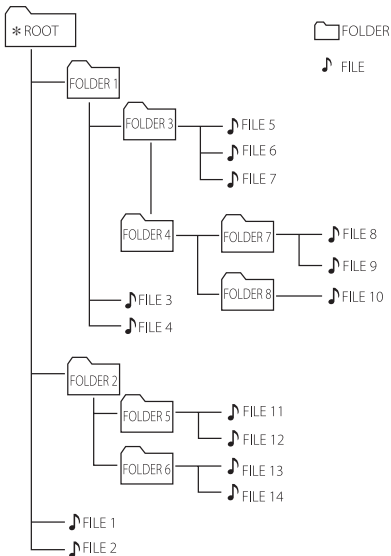 * ROOT
FOLDER
FILE
FOLDER 1
FOLDER 3
FILE 5
FILE 6
FILE 7
FOLDER 4
FOLDER 7
FILE 8
FILE 9
FOLDER 8
FILE 10
FILE 3
FILE 4
FOLDER 2
FOLDER 5
FILE 11
FILE 12
FOLDER 6
FILE 13
FILE 14
FILE 1
FILE 2